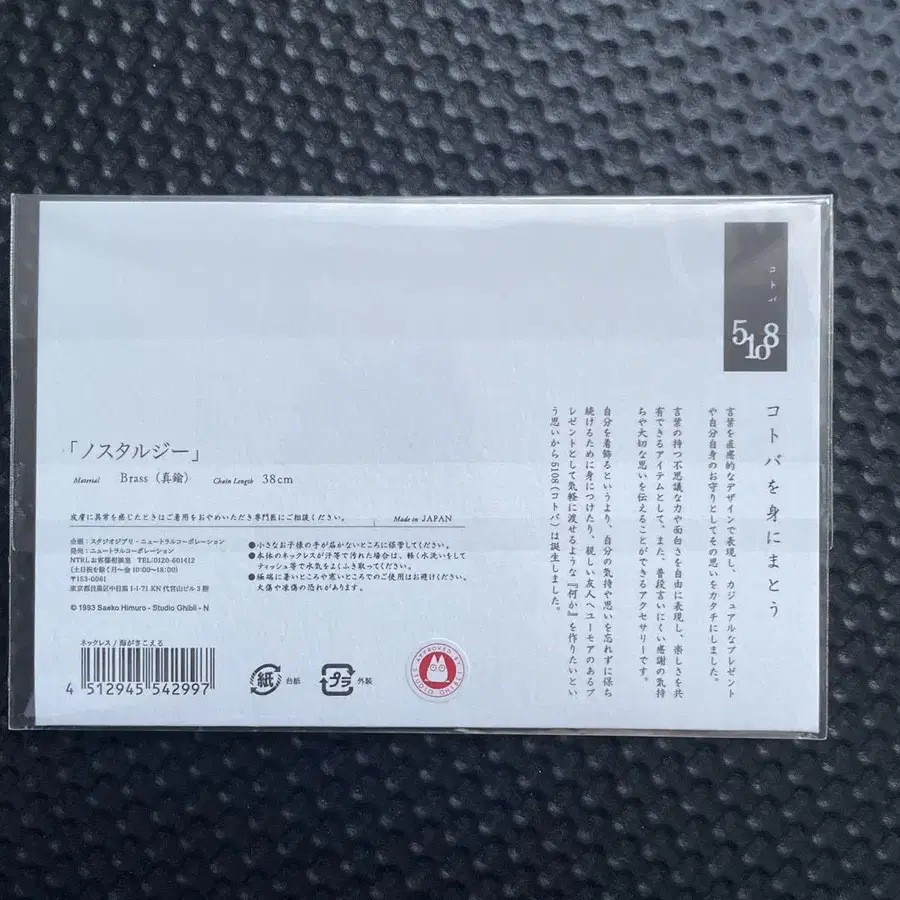 コトバ
5108
コトバを身にまとう
言葉を直感的なデザインで表現し、カジュアルなプレゼント
や自分自身のお守りとしてその思いをカタチにしました。
言葉の持つ不思議な力や面白さを自由に表現し、楽しさを共
有できるアイテムとして。また、普段言いにくい感謝の気持
ちや大切な思いを伝えることができるアクセサリーです。
自分を着飾るというより、自分の気持や思いを忘れずに保ち
続けるために身につけたり、親しい友人へユーモアのあるプ
レゼントとして気軽に渡せるような『何か』を作りたいとい
う思いから5108（コトバ）は誕生しました。
「ノスタルジー」
Material Brass（真鍮） Chain Length 38cm
皮膚に異常を感じたときはご着用をおやめいただき専門医にご相談ください。 Made in JAPAN
企画：スタジオジブリ・ニュートラルコーポレーション
発売：ニュートラルコーポレーション
NTRLお客様相談室 TEL/0120-601412
（土日祝を除く月〜金 10:00〜18:00）
〒153-0061
東京都目黒区中目黒 1-1-71 KN 代官山ビル3階
●小さなお子様の手が届かないところに保管してください。
●本体のネックレスが汗等で汚れた場合は、軽く水洗いをして
ティッシュ等で水気をよくふき取ってください。
●極端に暑いところや寒いところでのご使用はお避けください。
火傷や凍傷の恐れがあります。
© 1993 Saeko Himuro - Studio Ghibli - N
ネックレス / 海がきこえる
4 512945 542997
紙 台紙
プラ 外装
APPROVED BY STUDIO GHIBLI